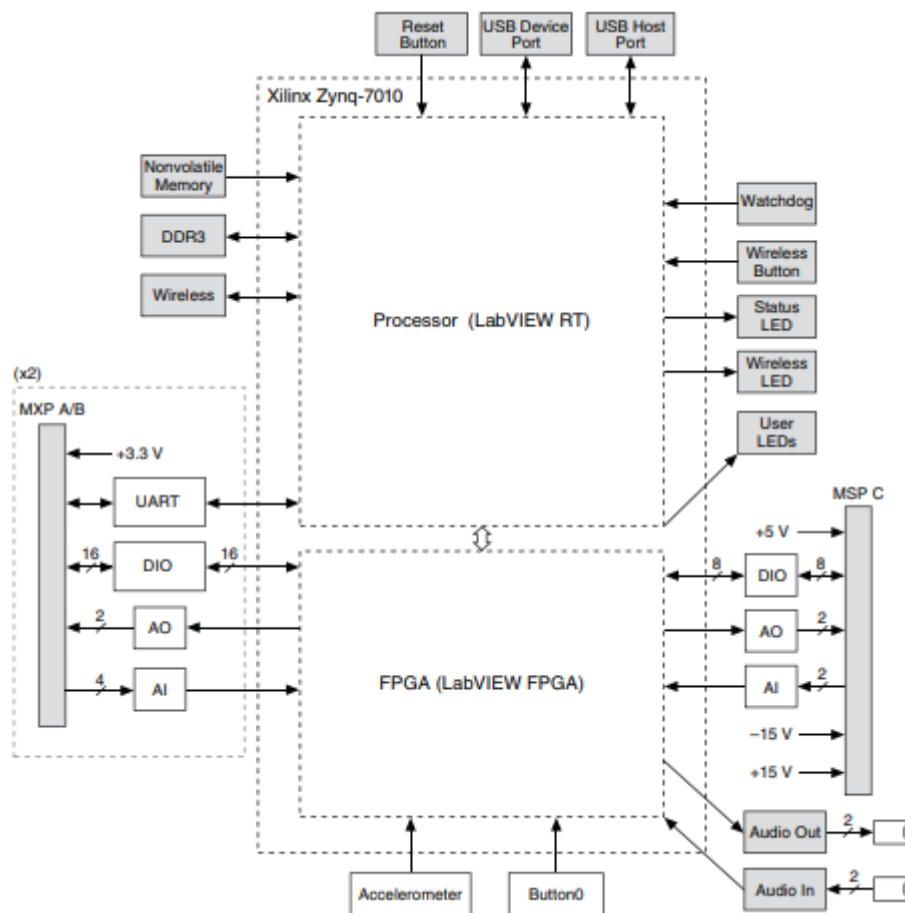 Reset
Button
USB Device
Port
USB Host
Port
Xilinx Zynq-7010
Nonvolatile
Memory
DDR3
Wireless
Processor (LabVIEW RT)
Watchdog
Wireless
Button
Status
LED
Wireless
LED
User
LEDs
(x2)
MXP A/B
+3.3 V
UART
16
DIO
16
2
AO
4
AI
FPGA (LabVIEW FPGA)
MSP C
+5 V
8
DIO
8
AO
2
AI
2
–15 V
+15 V
Audio Out
2
Audio In
2
Accelerometer
Button0